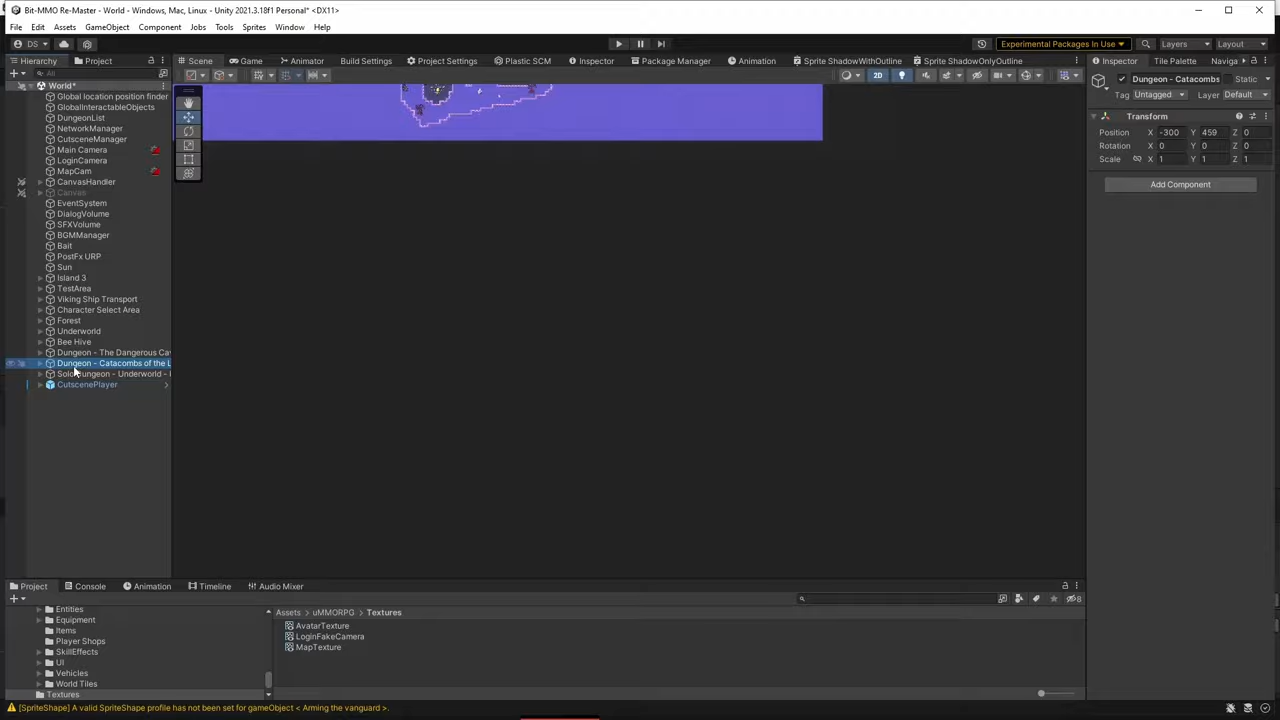 Bit-MMO Re-Master - World - Windows, Mac, Linux - Unity 2021.3.18f1 Personal* <DX11>
File Edit Assets GameObject Component Jobs Tools Sprites Window Help
DS Experimental Packages In Use Layers Layout
Hierarchy Project Scene Game Animator Build Settings Project Settings Plastic SCM Inspector Package Manager Animation Sprite ShadowWithOutline Sprite ShadowOnlyOutline Inspector Tile Palette Naviga
All 2D
World*
Global location position finder
GlobalInteractableObjects
DungeonList
NetworkManager
CutsceneManager
Main Camera
LoginCamera
MapCam
CanvasHandler
Canvas
EventSystem
DialogVolume
SFXVolume
BGMManager
Bait
PostFx URP
Sun
Island 3
TestArea
Viking Ship Transport
Character Select Area
Forest
Underworld
Bee Hive
Dungeon - The Dangerous Cav
Dungeon - Catacombs of the L
Solo Dungeon - Underworld -
CutscenePlayer
Dungeon - Catacombs Static
Tag Untagged Layer Default
Transform
Position X -300 Y 459 Z 0
Rotation X 0 Y 0 Z 0
Scale X 1 Y 1 Z 1
Add Component
Project Console Animation Timeline Audio Mixer
8
Entities
Equipment
Items
Player Shops
SkillEffects
UI
Vehicles
World Tiles
Textures
Assets > uMMORPG > Textures
AvatarTexture
LoginFakeCamera
MapTexture
[SpriteShape] A valid SpriteShape profile has not been set for gameObject < Arming the vanguard >.